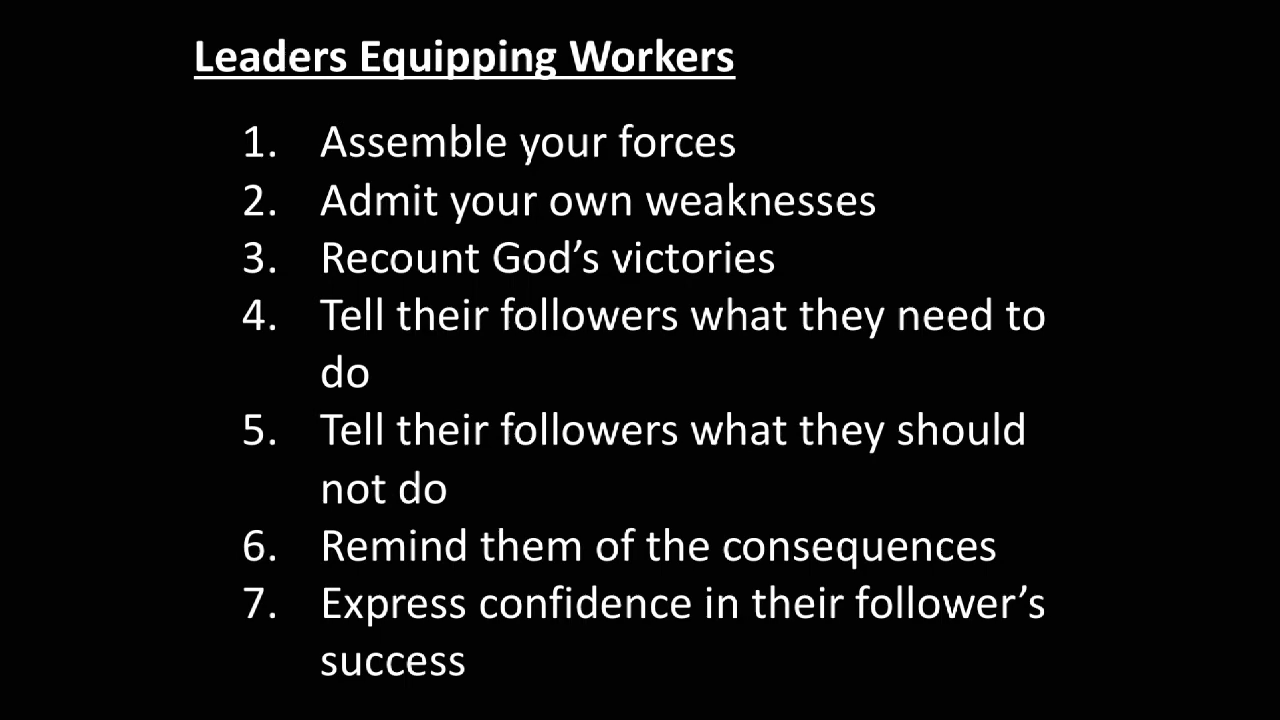 Leaders Equipping Workers
1. Assemble your forces
2. Admit your own weaknesses
3. Recount God’s victories
4. Tell their followers what they need to
do
5. Tell their followers what they should
not do
6. Remind them of the consequences
7. Express confidence in their follower’s
success